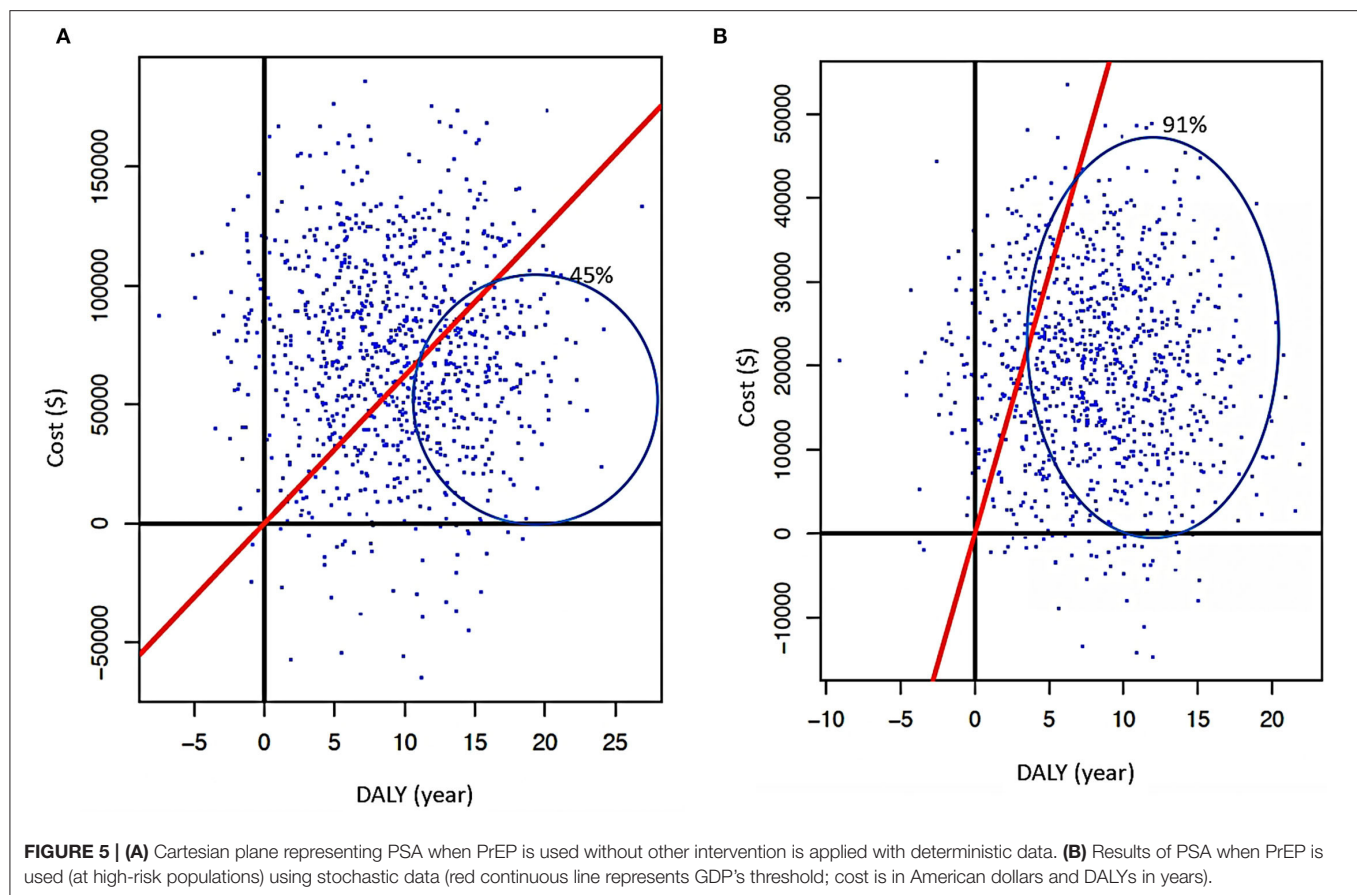 A
B
150000
100000
50000
0
−50000
Cost ($)
45%
−5 0 5 10 15 20 25
DALY (year)
50000
40000
30000
20000
10000
0
−10000
Cost ($)
91%
−10 −5 0 5 10 15 20
DALY (year)
FIGURE 5 | (A) Cartesian plane representing PSA when PrEP is used without other intervention is applied with deterministic data. (B) Results of PSA when PrEP is
used (at high-risk populations) using stochastic data (red continuous line represents GDP's threshold; cost is in American dollars and DALYs in years).